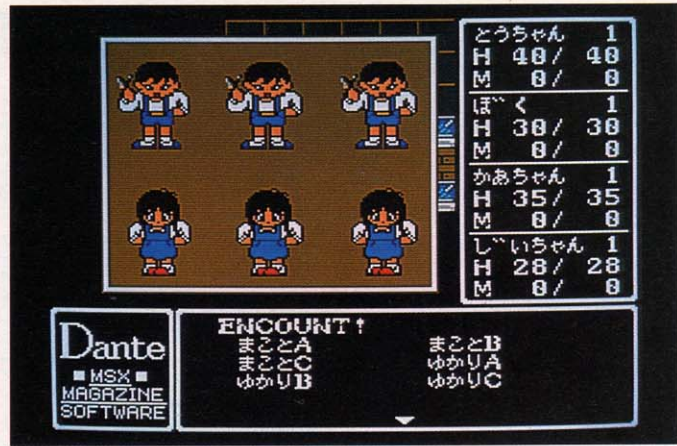 とうちゃん 1
H 40/ 40
M 0/ 0
ぼく 1
H 30/ 30
M 0/ 0
かあちゃん 1
H 35/ 35
M 0/ 0
じいちゃん 1
H 28/ 28
M 0/ 0
Dante
■MSX■
MAGAZINE
SOFTWARE
ENCOUNT!
まことA まことB
まことC ゆかりA
ゆかりB ゆかりC